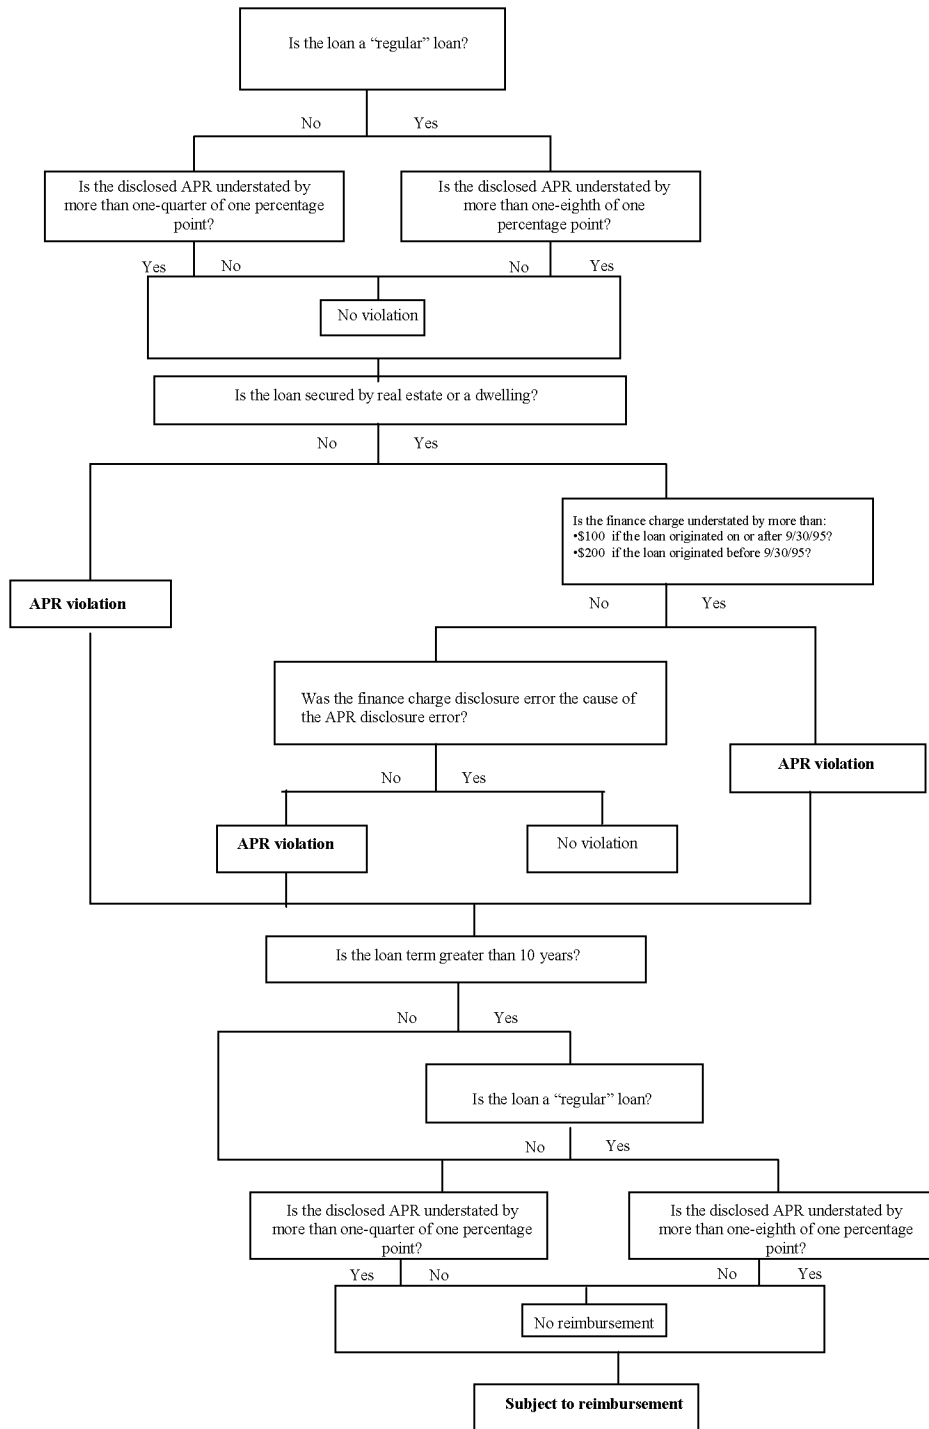 Is the loan a “regular” loan?
No
Yes
Is the disclosed APR understated by
more than one-quarter of one percentage
point?
Is the disclosed APR understated by
more than one-eighth of one
percentage point?
Yes
No
No
Yes
No violation
Is the loan secured by real estate or a dwelling?
No
Yes
Is the finance charge understated by more than:
•$100 if the loan originated on or after 9/30/95?
•$200 if the loan originated before 9/30/95?
APR violation
No
Yes
Was the finance charge disclosure error the cause of
the APR disclosure error?
APR violation
No
Yes
APR violation
No violation
Is the loan term greater than 10 years?
No
Yes
Is the loan a “regular” loan?
No
Yes
Is the disclosed APR understated by
more than one-quarter of one percentage
point?
Is the disclosed APR understated by
more than one-eighth of one percentage
point?
Yes
No
No
Yes
No reimbursement
Subject to reimbursement